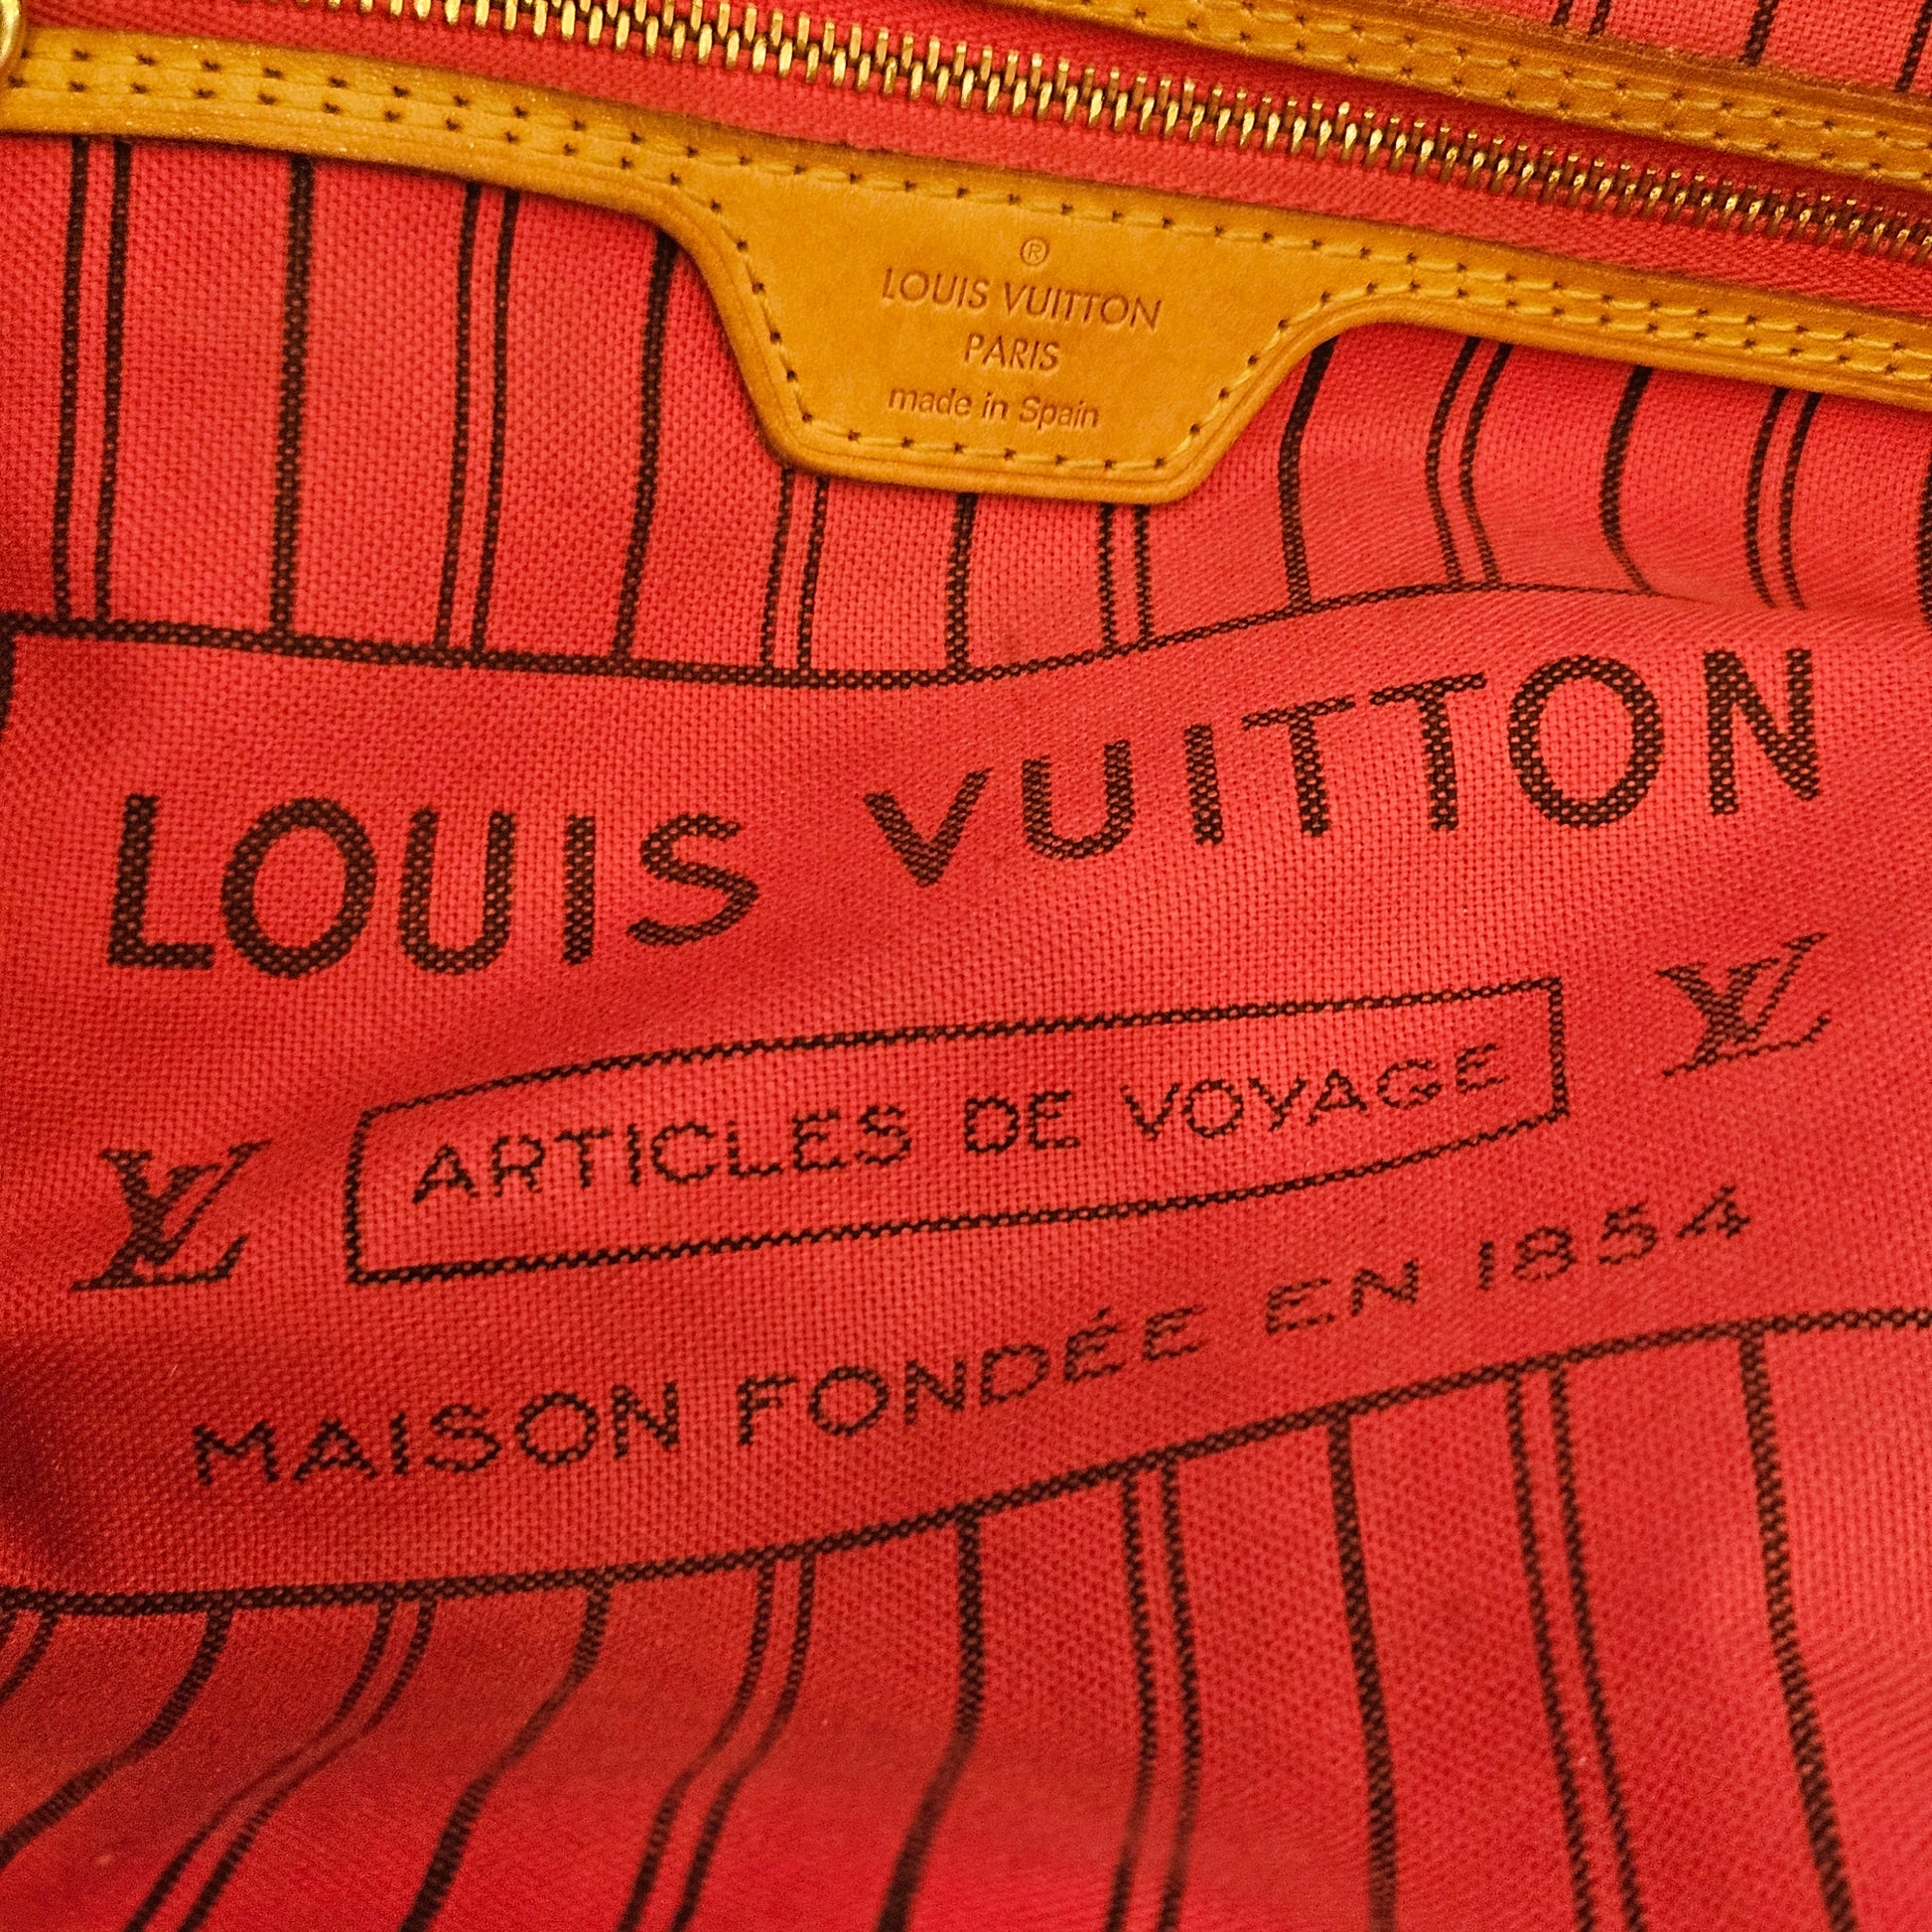 ®
LOUIS VUITTON
PARIS
made in Spain
LOUIS VUITTON
LV ARTICLES DE VOYAGE LV
MAISON FONDÉE EN 1854